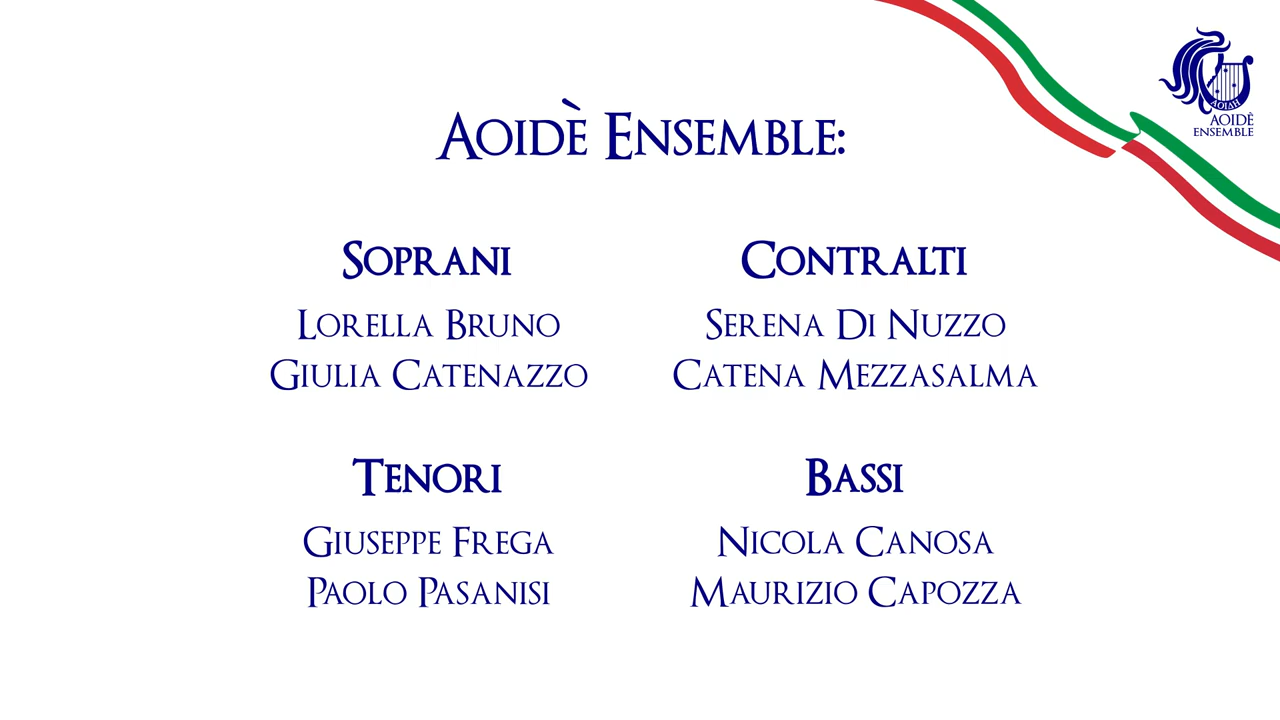 Aoidè Ensemble:
Soprani
Lorella Bruno
Giulia Catenazzo
Contralti
Serena Di Nuzzo
Catena Mezzasalma
Tenori
Giuseppe Frega
Paolo Pasanisi
Bassi
Nicola Canosa
Maurizio Capozza
ΑΟΙΔΗ
AOIDÈ
ENSEMBLE